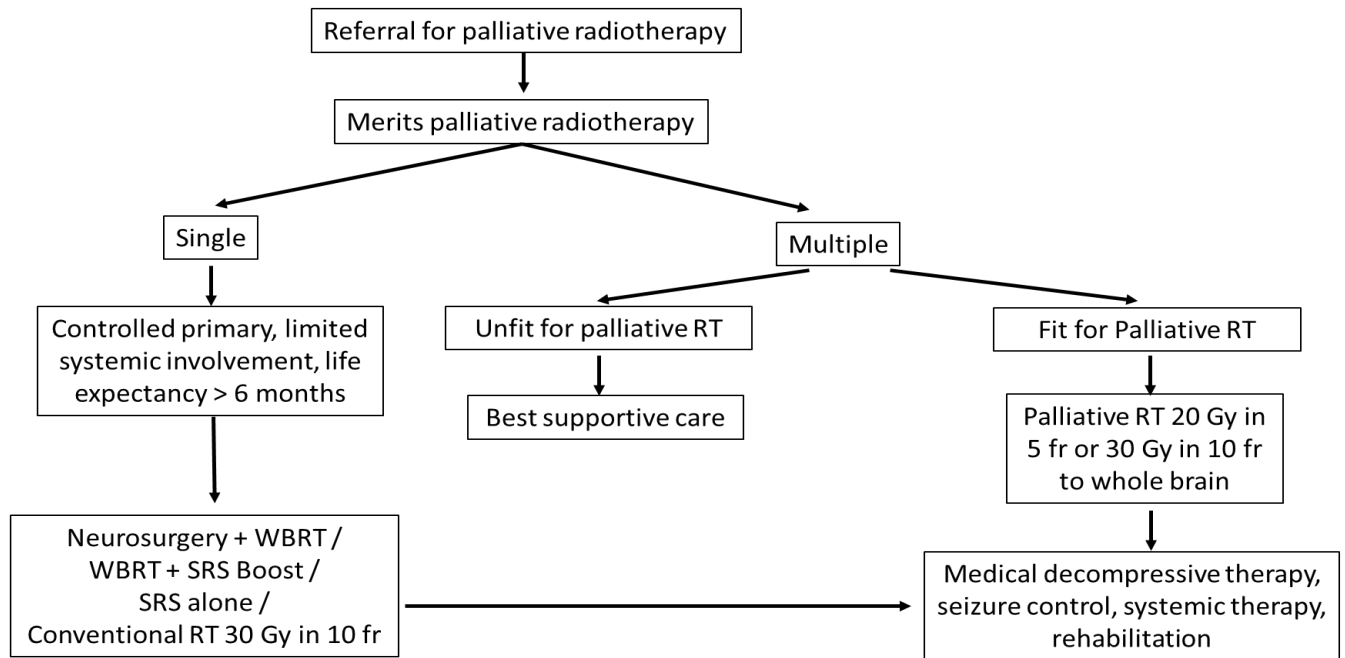 Referral for palliative radiotherapy
Merits palliative radiotherapy
Single
Multiple
Controlled primary, limited
systemic involvement, life
expectancy > 6 months
Unfit for palliative RT
Fit for Palliative RT
Best supportive care
Palliative RT 20 Gy in
5 fr or 30 Gy in 10 fr
to whole brain
Neurosurgery + WBRT /
WBRT + SRS Boost /
SRS alone /
Conventional RT 30 Gy in 10 fr
Medical decompressive therapy,
seizure control, systemic therapy,
rehabilitation